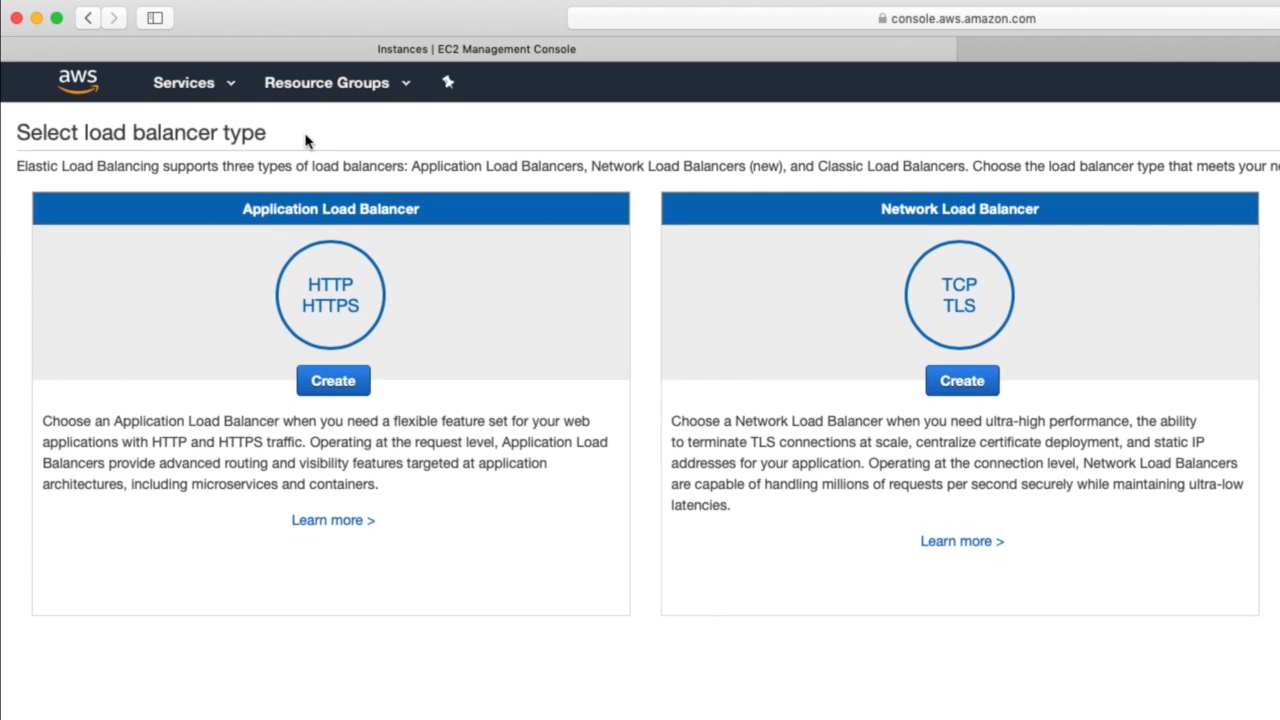 console.aws.amazon.com
Instances | EC2 Management Console
aws
Services
Resource Groups
Select load balancer type
Elastic Load Balancing supports three types of load balancers: Application Load Balancers, Network Load Balancers (new), and Classic Load Balancers. Choose the load balancer type that meets your
Application Load Balancer
HTTP
HTTPS
Create
Choose an Application Load Balancer when you need a flexible feature set for your web
applications with HTTP and HTTPS traffic. Operating at the request level, Application Load
Balancers provide advanced routing and visibility features targeted at application
architectures, including microservices and containers.
Learn more >
Network Load Balancer
TCP
TLS
Create
Choose a Network Load Balancer when you need ultra-high performance, the ability
to terminate TLS connections at scale, centralize certificate deployment, and static IP
addresses for your application. Operating at the connection level, Network Load Balancers
are capable of handling millions of requests per second securely while maintaining ultra-low
latencies.
Learn more >